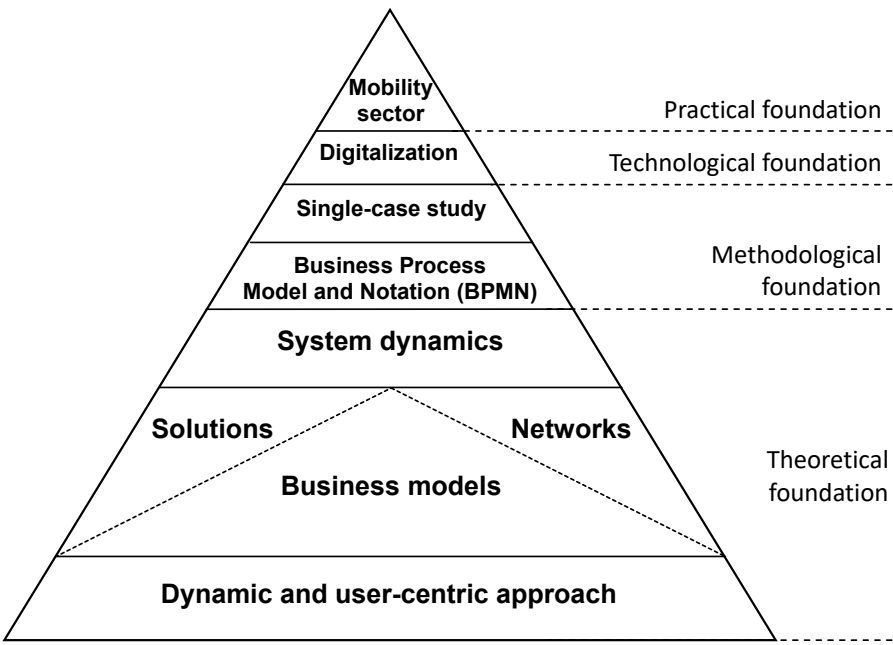 Mobility
sector
Practical foundation
Digitalization
Technological foundation
Single-case study
Business Process
Model and Notation (BPMN)
Methodological
foundation
System dynamics
Solutions
Networks
Business models
Theoretical
foundation
Dynamic and user-centric approach